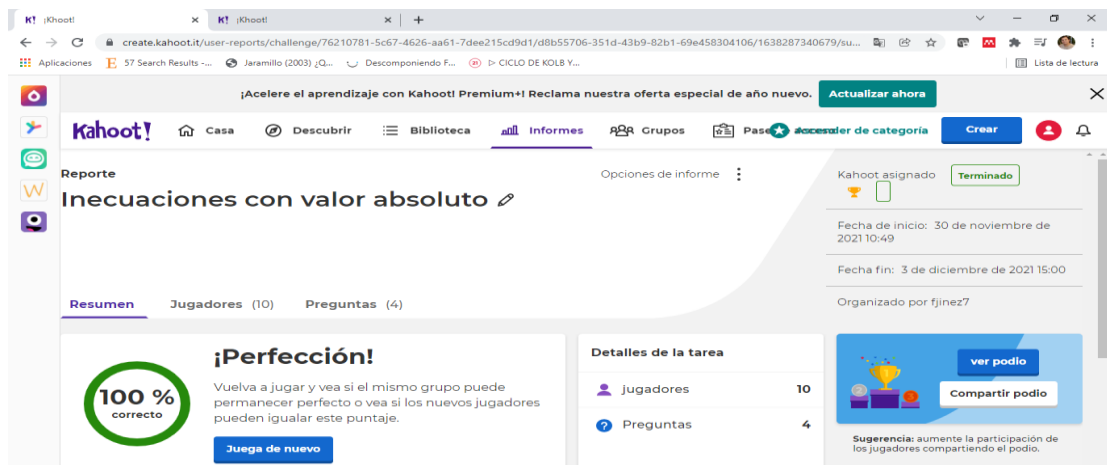 K! ¡Khoot!
K! ¡Khoot!
create.kahoot.it/user-reports/challenge/76210781-5c67-4626-aa61-7dee215cd9d1/d8b55706-351d-43b9-82b1-69e458304106/1638287340679/su...
Aplicaciones
57 Search Results -...
Jaramillo (2003) ¿Q...
Descomponiendo F...
▷ CICLO DE KOLB Y...
Lista de lectura
¡Acelere el aprendizaje con Kahoot! Premium+! Reclama nuestra oferta especial de año nuevo.
Actualizar ahora
Kahoot!
Casa
Descubrir
Biblioteca
Informes
Grupos
der de categoría
Crear
Reporte
Opciones de informe
Inecuaciones con valor absoluto
Kahoot asignado
Terminado
Fecha de inicio: 30 de noviembre de
2021 10:49
Fecha fin: 3 de diciembre de 2021 15:00
Organizado por fjinez7
Resumen
Jugadores (10)
Preguntas (4)
100 %
correcto
¡Perfección!
Vuelva a jugar y vea si el mismo grupo puede
permanecer perfecto o vea si los nuevos jugadores
pueden igualar este puntaje.
Juega de nuevo
Detalles de la tarea
jugadores 10
Preguntas 4
ver podio
Compartir podio
Sugerencia: aumente la participación de
los jugadores compartiendo el podio.